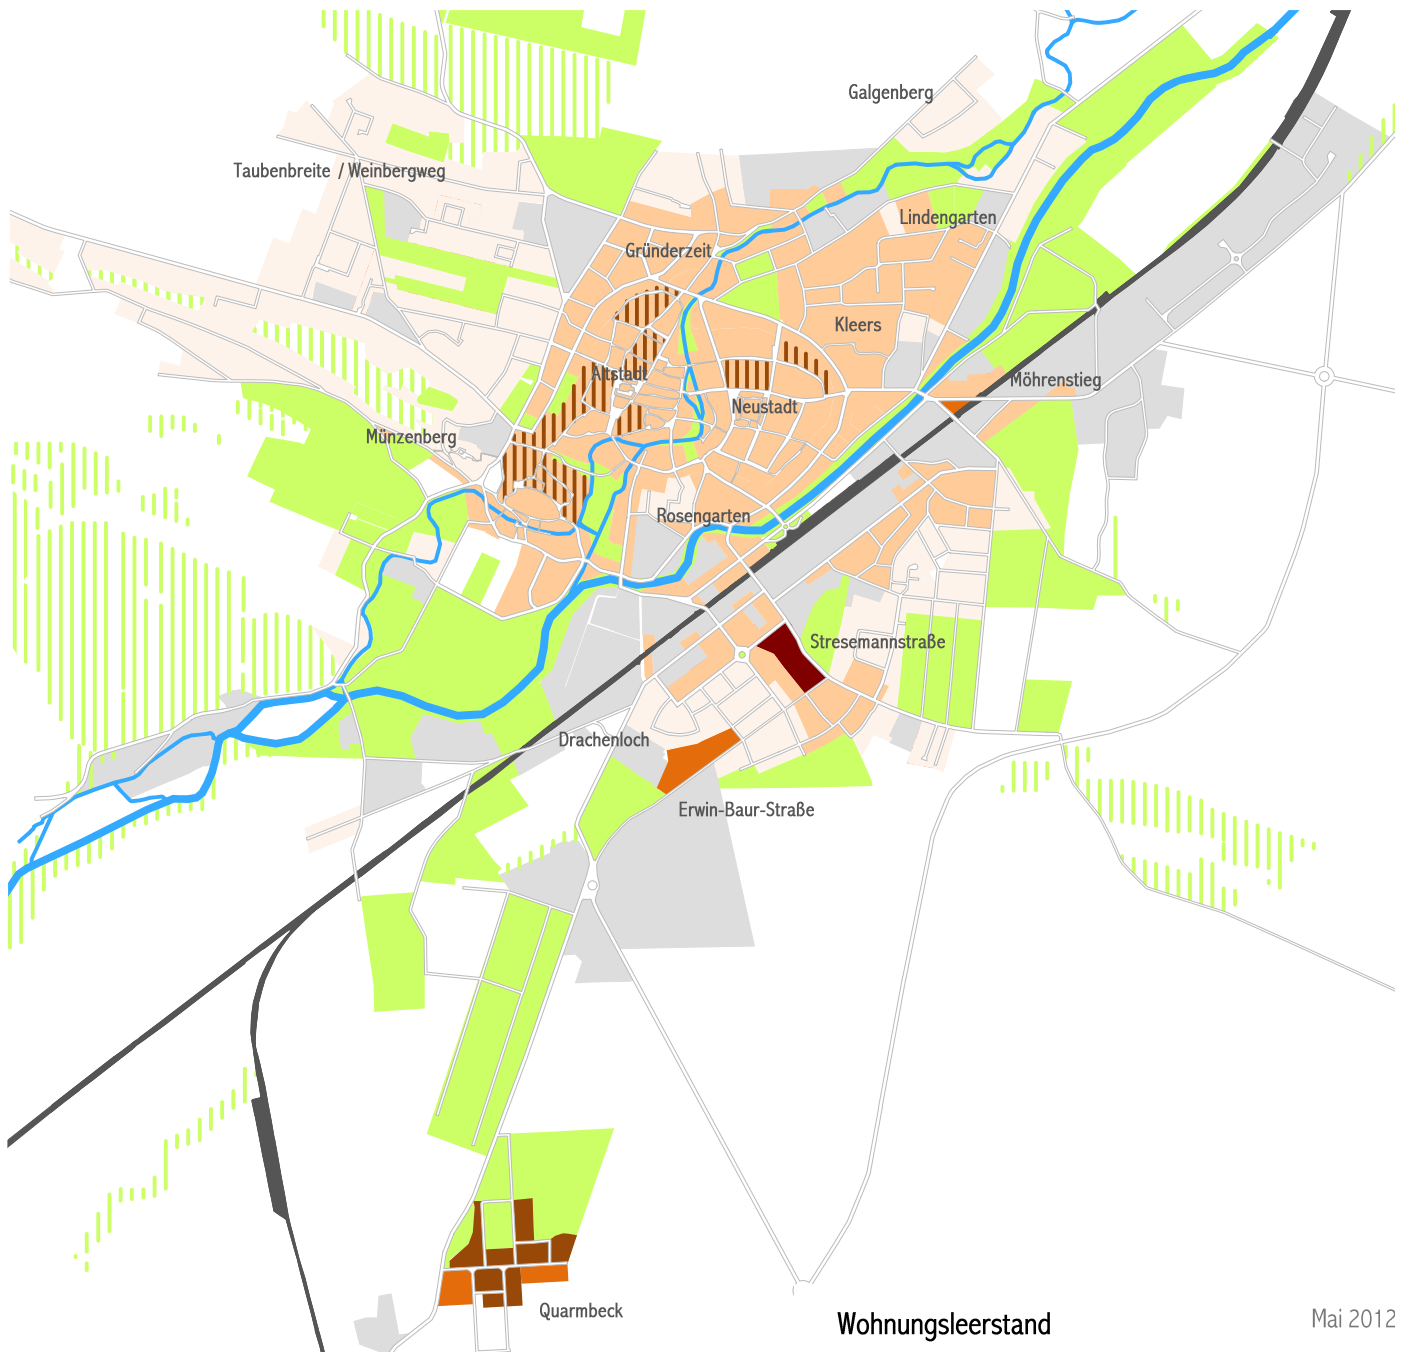 Galgenberg
Taubenbreite / Weinbergweg
Lindengarten
Gründerzeit
Kleers
Altstadt
Möhrenstieg
Neustadt
Münzenberg
Rosengarten
Stresemannstraße
Drachenloch
Erwin-Baur-Straße
Quarmbeck
Wohnungsleerstand
Mai 2012